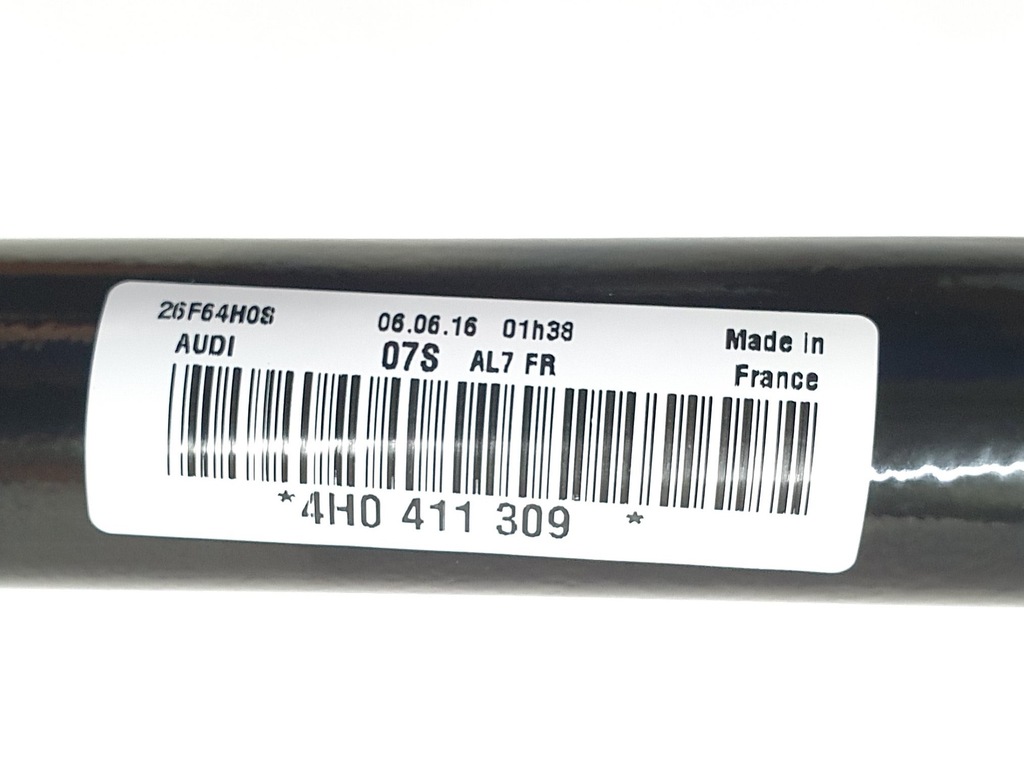 26F64H0S 06.06.16 01h38 Made in
AUDI 07S AL7 FR France
*4H0 411 309 *